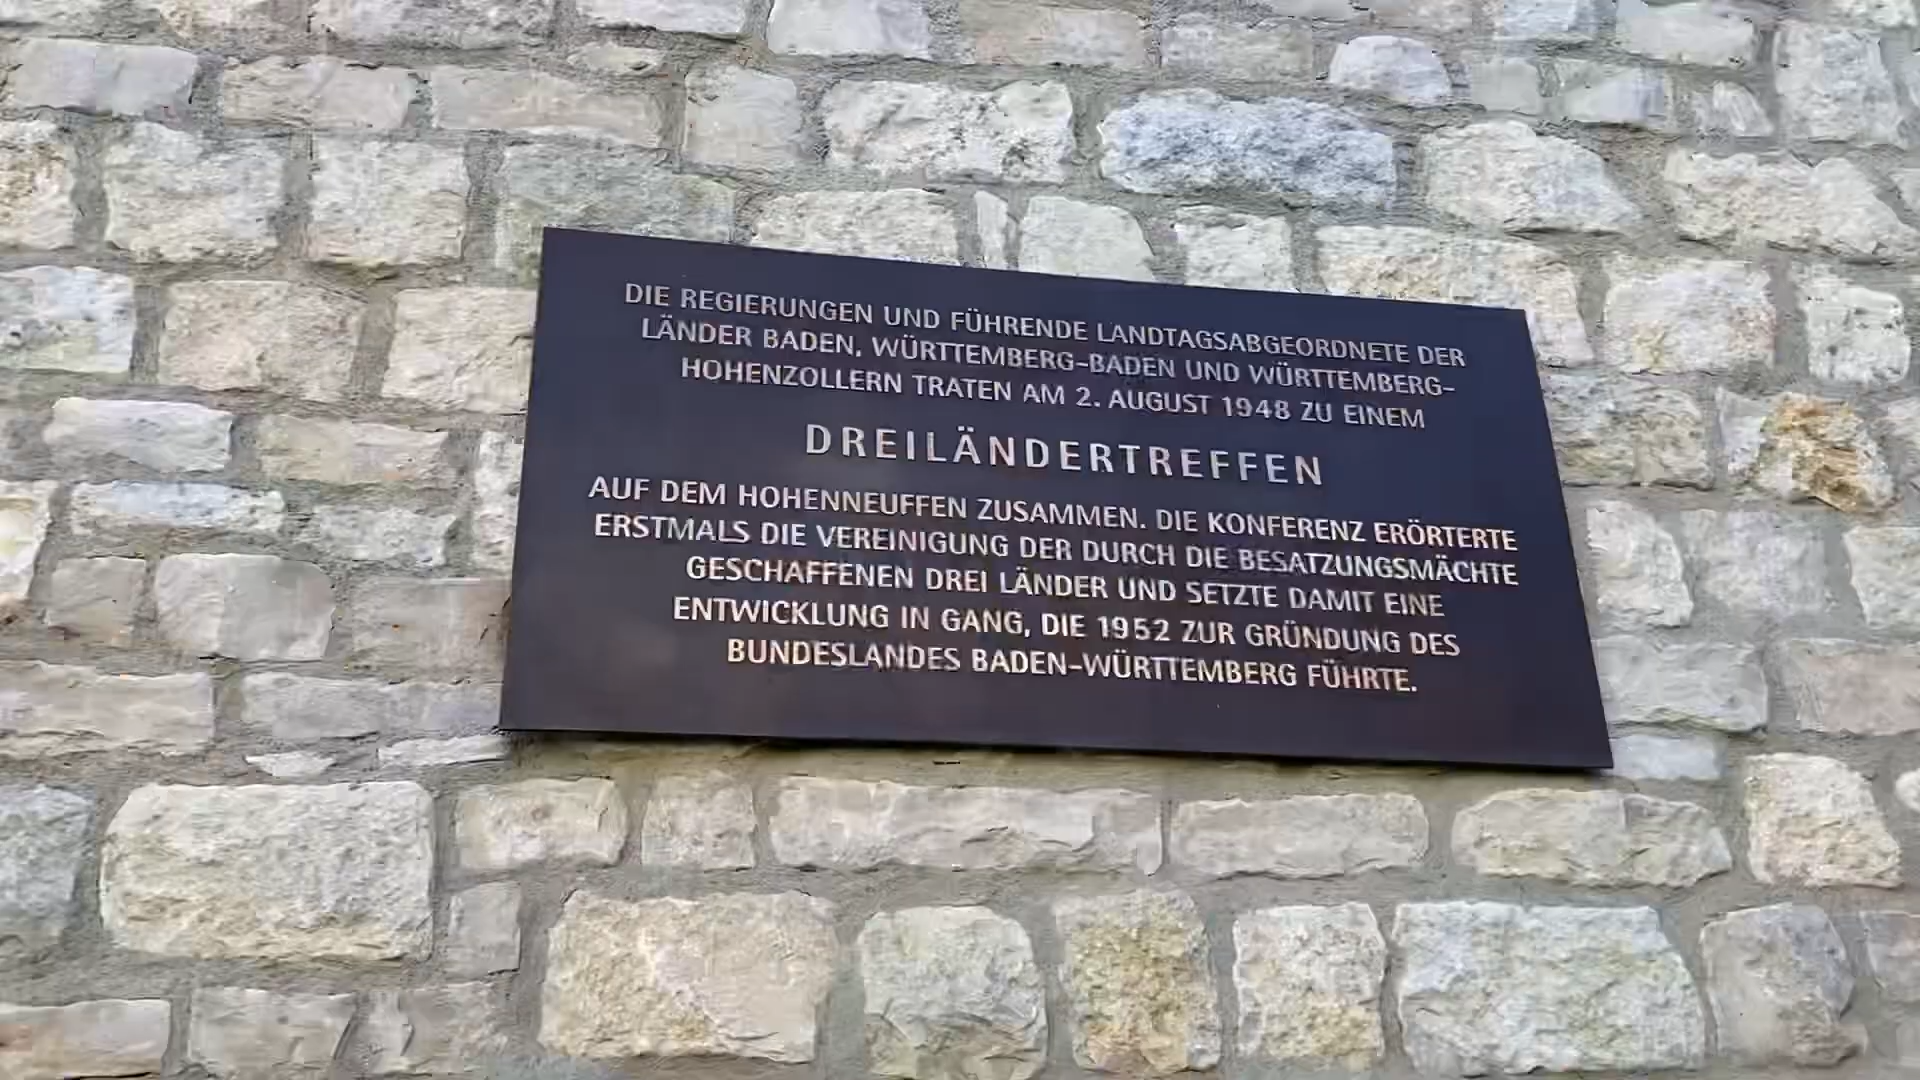 DIE REGIERUNGEN UND FÜHRENDE LANDTAGSABGEORDNETE DER
LÄNDER BADEN, WÜRTTEMBERG-BADEN UND WÜRTTEMBERG-
HOHENZOLLERN TRATEN AM 2. AUGUST 1948 ZU EINEM
DREILÄNDERTREFFEN
AUF DEM HOHENNEUFFEN ZUSAMMEN. DIE KONFERENZ ERÖRTERTE
ERSTMALS DIE VEREINIGUNG DER DURCH DIE BESATZUNGSMÄCHTE
GESCHAFFENEN DREI LÄNDER UND SETZTE DAMIT EINE
ENTWICKLUNG IN GANG, DIE 1952 ZUR GRÜNDUNG DES
BUNDESLANDES BADEN-WÜRTTEMBERG FÜHRTE.